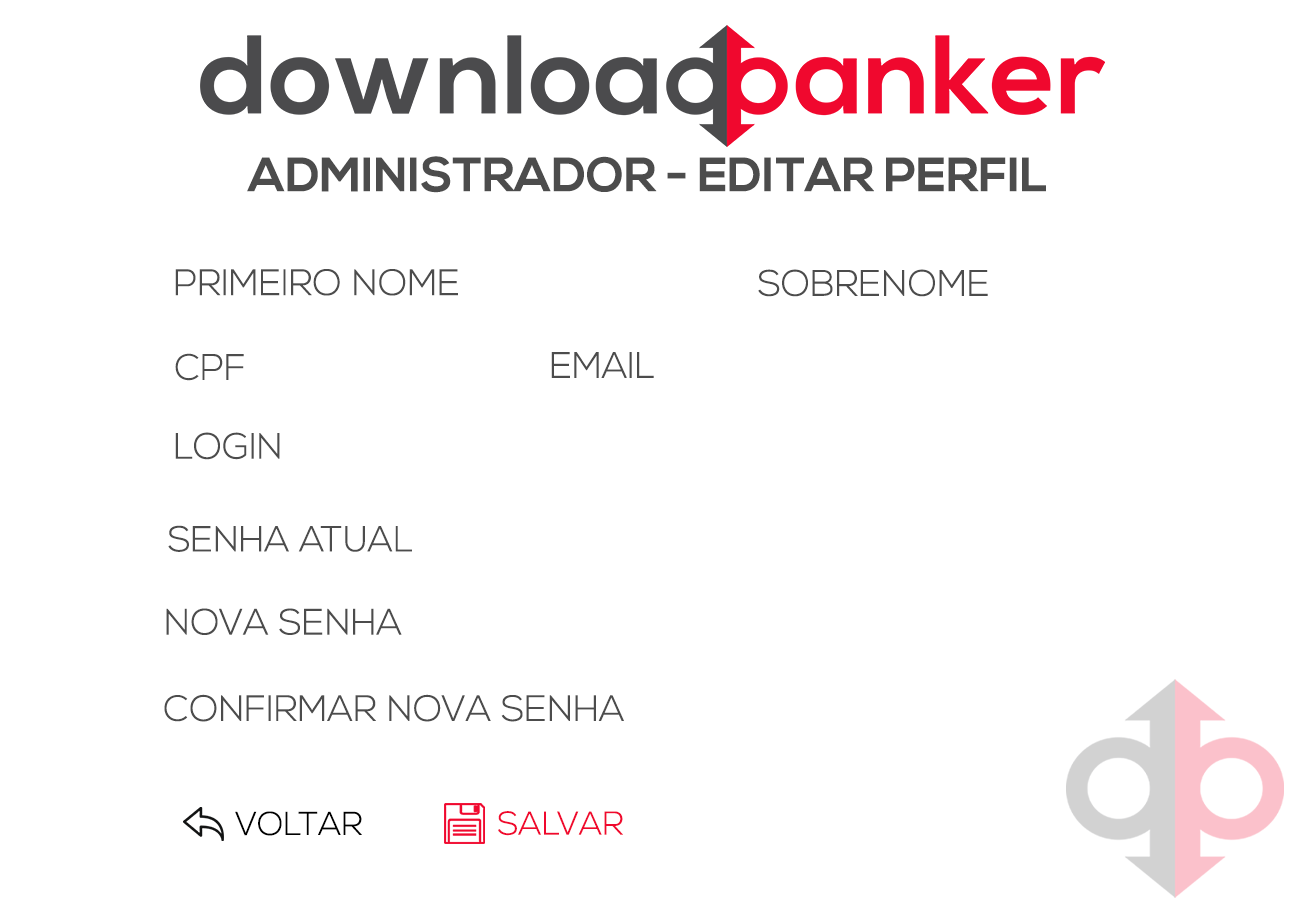 downloadbanker
ADMINISTRADOR - EDITAR PERFIL
PRIMEIRO NOME SOBRENOME
CPF EMAIL
LOGIN
SENHA ATUAL
NOVA SENHA
CONFIRMAR NOVA SENHA
VOLTAR SALVAR
db